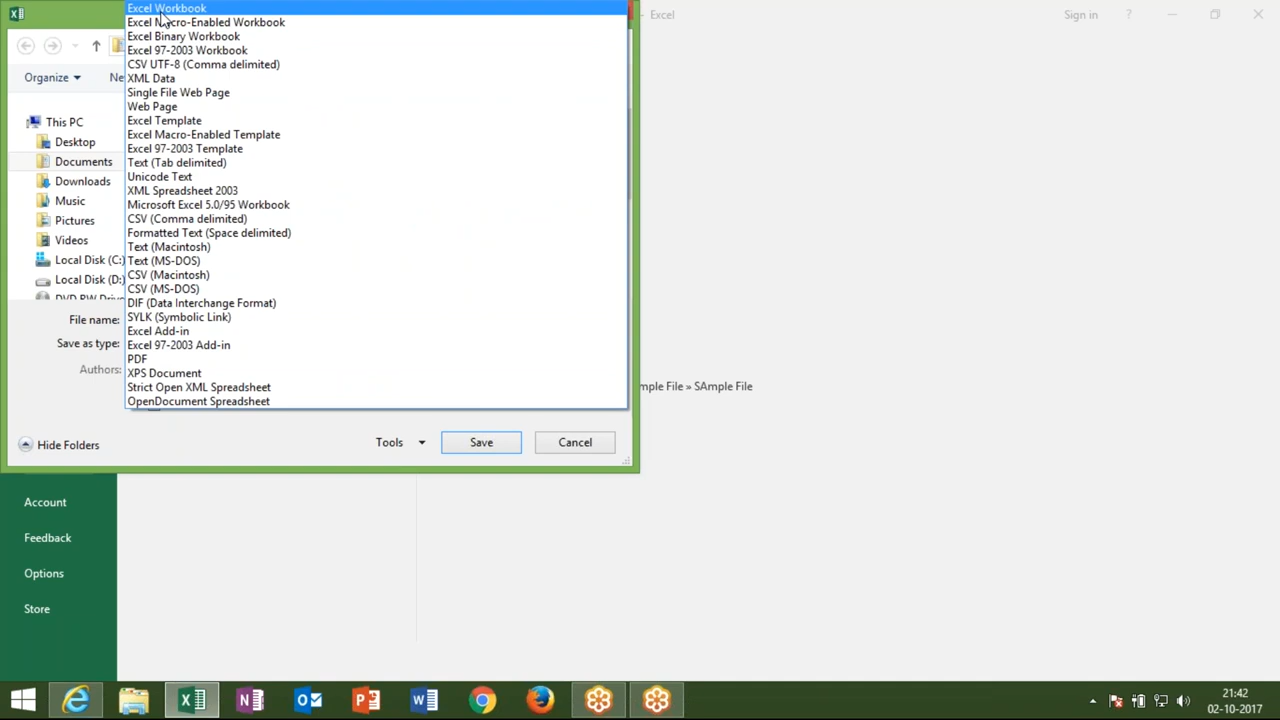 Excel Workbook
- Excel
Sign in
?
Excel Macro-Enabled Workbook
Excel Binary Workbook
Excel 97-2003 Workbook
CSV UTF-8 (Comma delimited)
Organize
XML Data
Single File Web Page
Web Page
Excel Template
This PC
Excel Macro-Enabled Template
Desktop
Excel 97-2003 Template
Documents
Text (Tab delimited)
Unicode Text
Downloads
XML Spreadsheet 2003
Music
Microsoft Excel 5.0/95 Workbook
Pictures
CSV (Comma delimited)
Formatted Text (Space delimited)
Videos
Text (Macintosh)
Local Disk (C:)
Text (MS-DOS)
CSV (Macintosh)
Local Disk (D:)
CSV (MS-DOS)
DVD RW Drive
DIF (Data Interchange Format)
File name:
SYLK (Symbolic Link)
Excel Add-in
Save as type:
Excel 97-2003 Add-in
PDF
Authors:
XPS Document
Strict Open XML Spreadsheet
mple File » SAmple File
OpenDocument Spreadsheet
Hide Folders
Tools
Save
Cancel
Account
Feedback
Options
Store
21:42
02-10-2017